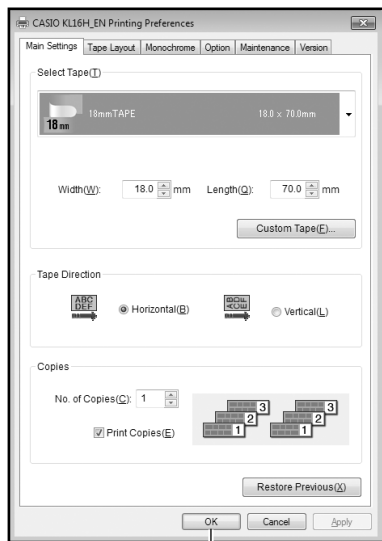 CASIO KL16H_EN Printing Preferences
Main Settings Tape Layout Monochrome Option Maintenance Version
Select Tape(T)
18mm
18mmTAPE 18.0 x 70.0mm
Width(W): 18.0 mm Length(Q): 70.0 mm
Custom Tape(F)...
Tape Direction
ABC
DEF
Horizontal(B)
Vertical(L)
Copies
No. of Copies(C): 1
Print Copies(E)
3 3
2 2
1 1
Restore Previous(X)
OK Cancel Apply